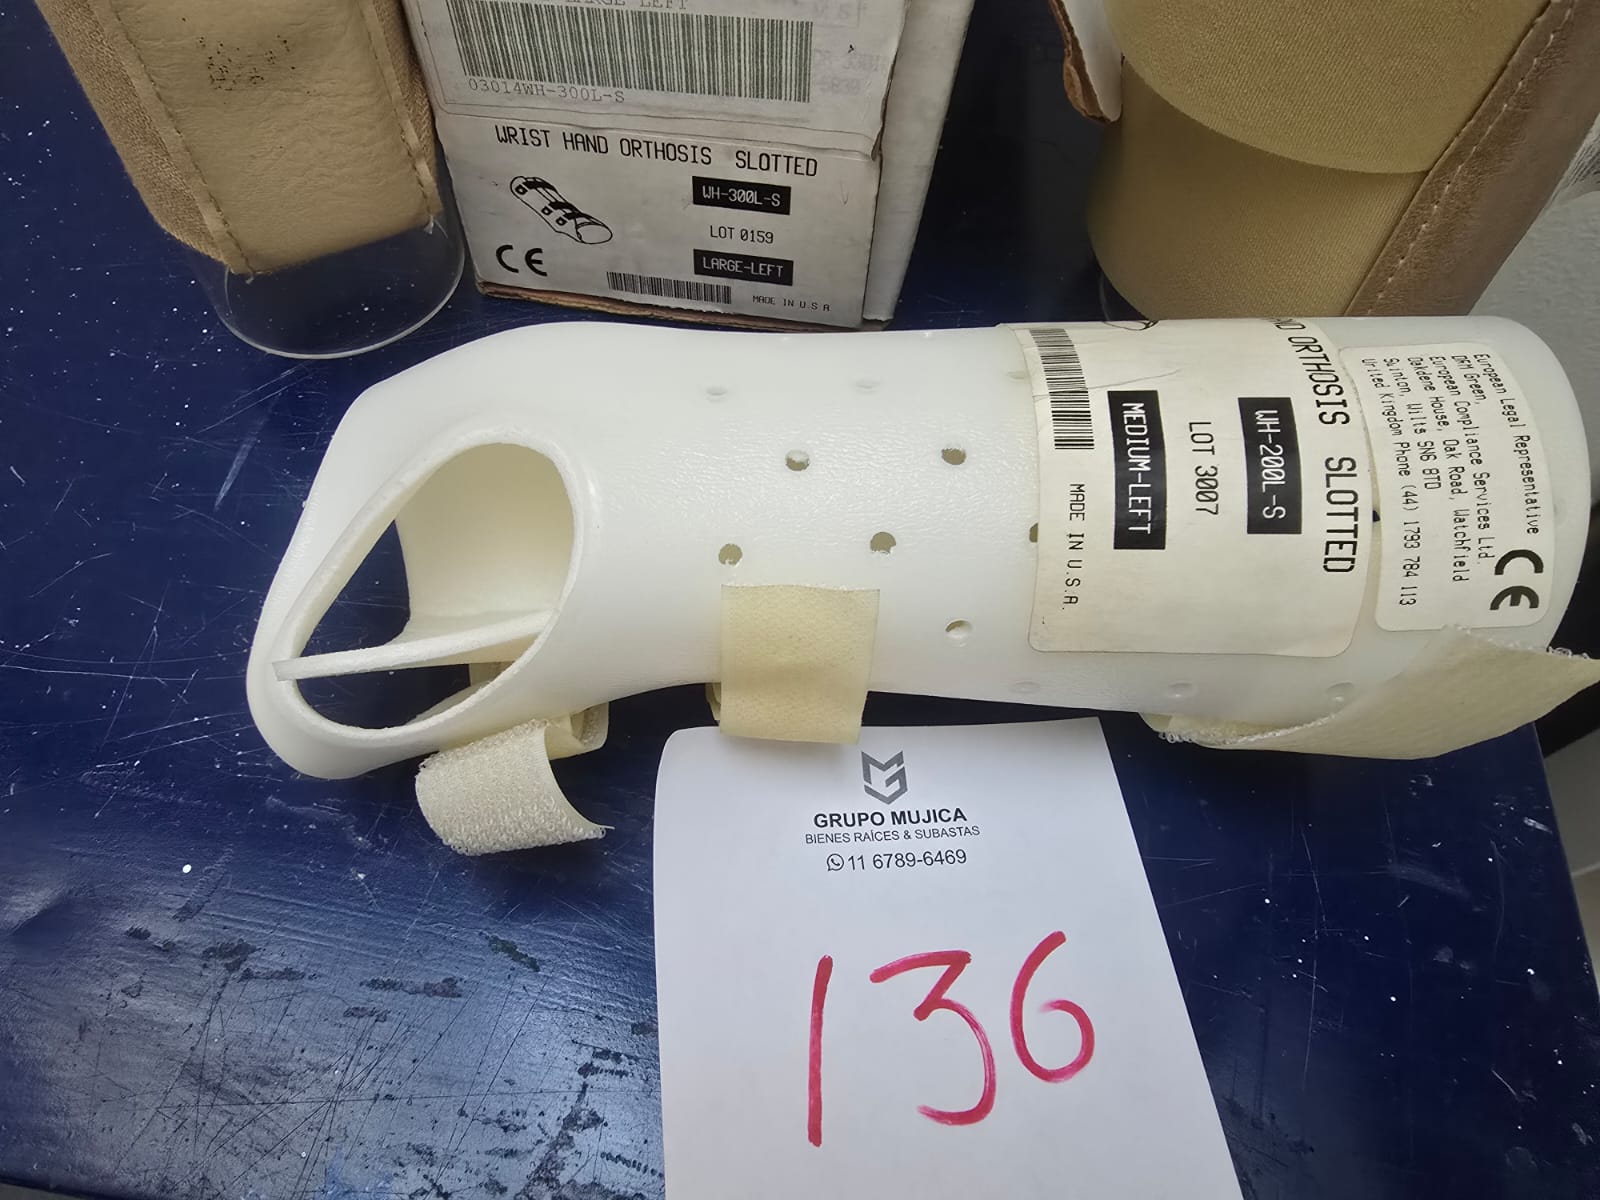 LARGE LEFT
03014WH-300L-S
WRIST HAND ORTHOSIS SLOTTED
WH-300L-S
LOT 0159
LARGE-LEFT
CE
MADE IN U.S.A
ORTHOSIS SLOTTED
WH-200L-S
LOT 3007
MEDIUM-LEFT
MADE IN U.S.A.
European Legal Representative
Green,
European Compliance Services Ltd.
Oakdene House, Oak Road, Watchfield
Swinton, Wilts SN6 8TD
United Kingdom Phone (44) 1793 784 113
CE
GRUPO MUJICA
BIENES RAÍCES & SUBASTAS
11 6789-6469
136